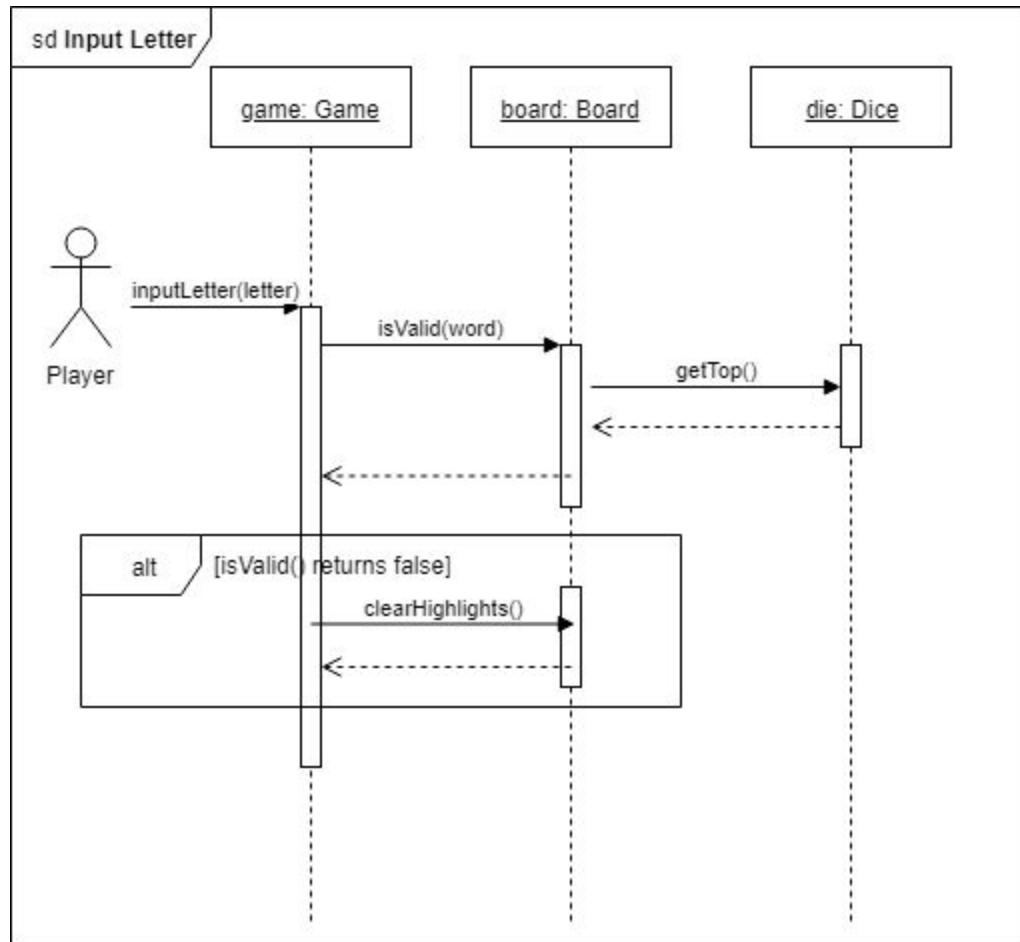 sd Input Letter
game: Game
board: Board
die: Dice
inputLetter(letter)
isValid(word)
getTop()
Player
alt
[isValid() returns false]
clearHighlights()